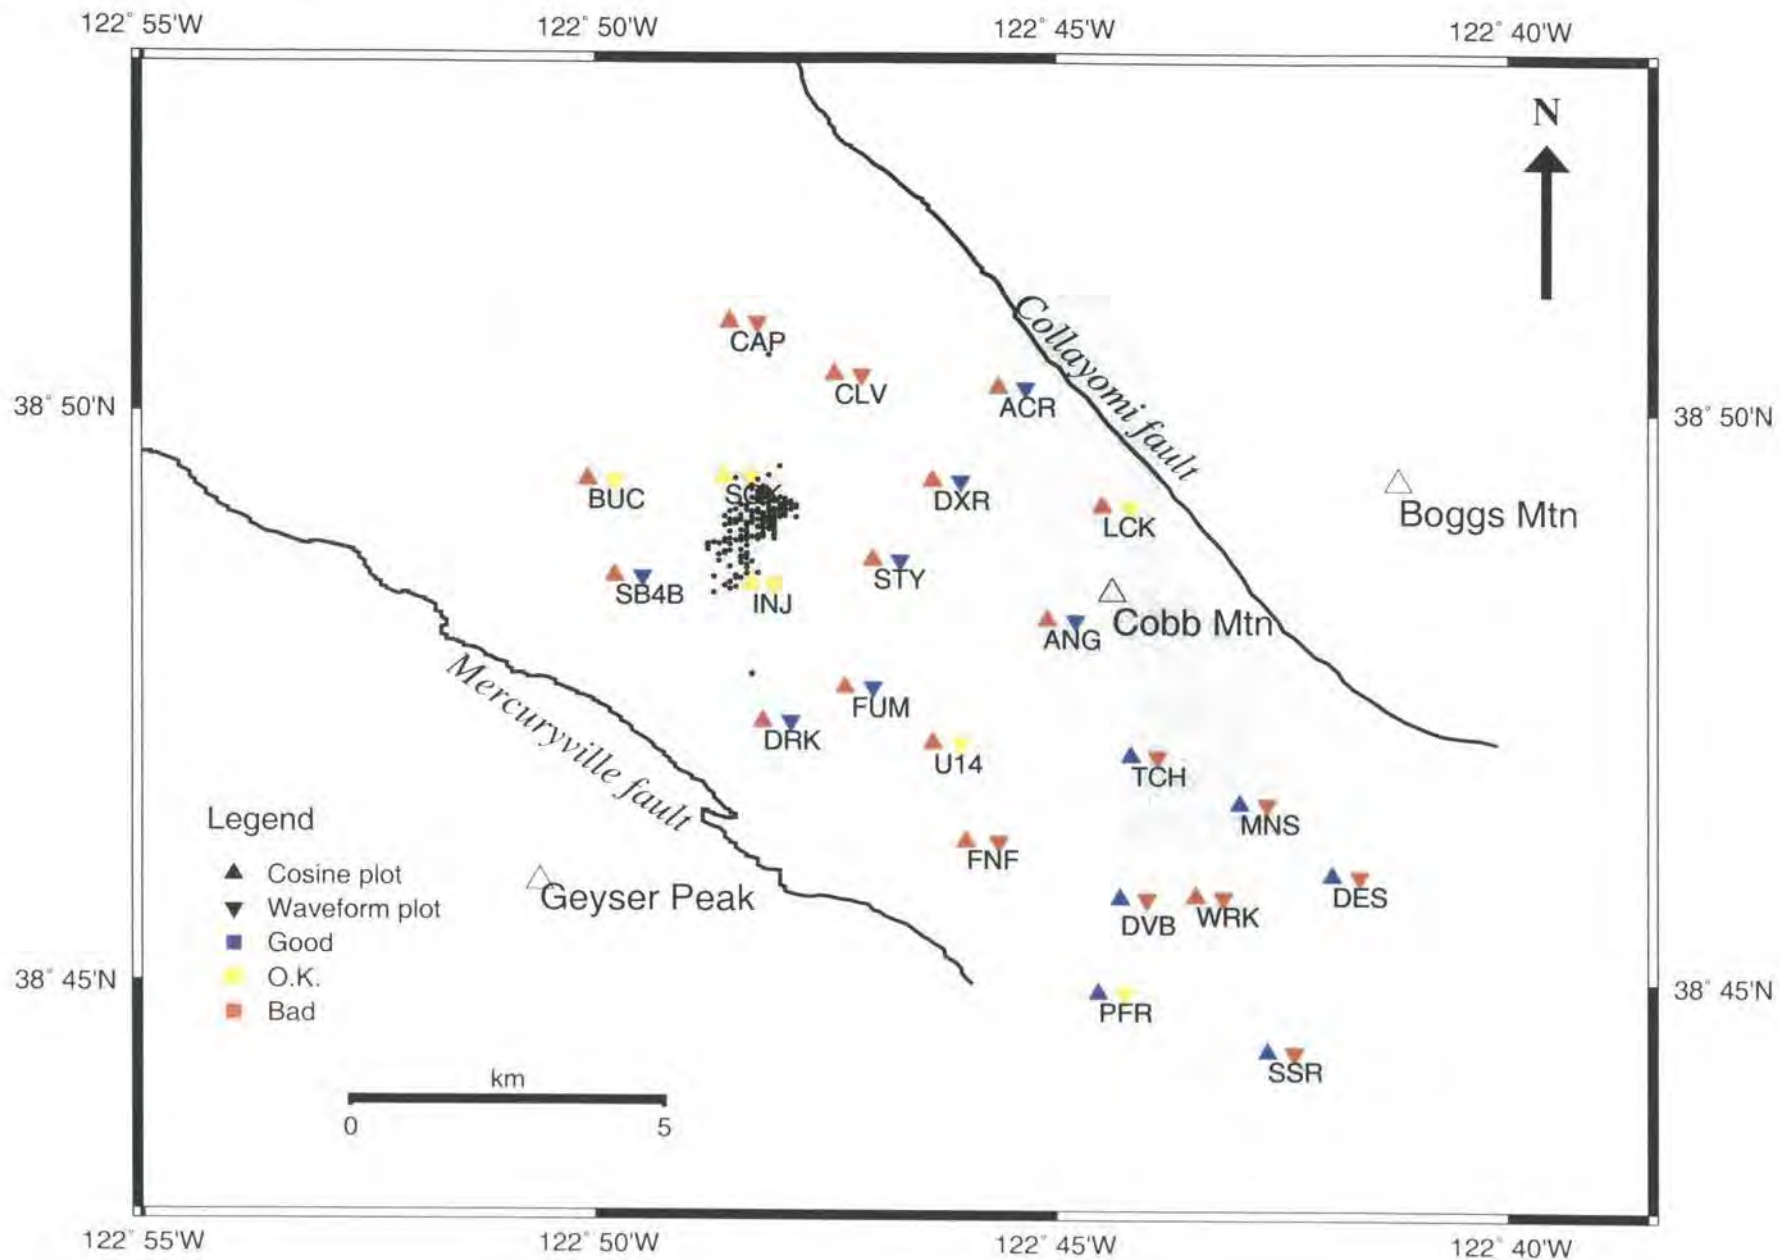 122° 55'W
122° 50'W
122° 45'W
122° 40'W
N
Collayomi fault
CAP
CLV
ACR
38° 50'N
38° 50'N
BUC
DXR
LCK
Boggs Mtn
STY
SB4B
INJ
ANG
Cobb Mtn
Mercuryville fault
FUM
DRK
U14
TCH
MNS
Legend
FNF
Cosine plot
DES
Geyser Peak
DVB
WRK
Waveform plot
Good
38° 45'N
O.K.
38° 45'N
PFR
Bad
SSR
km
0
5
122° 55'W
122° 50'W
122° 45'W
122° 40'W